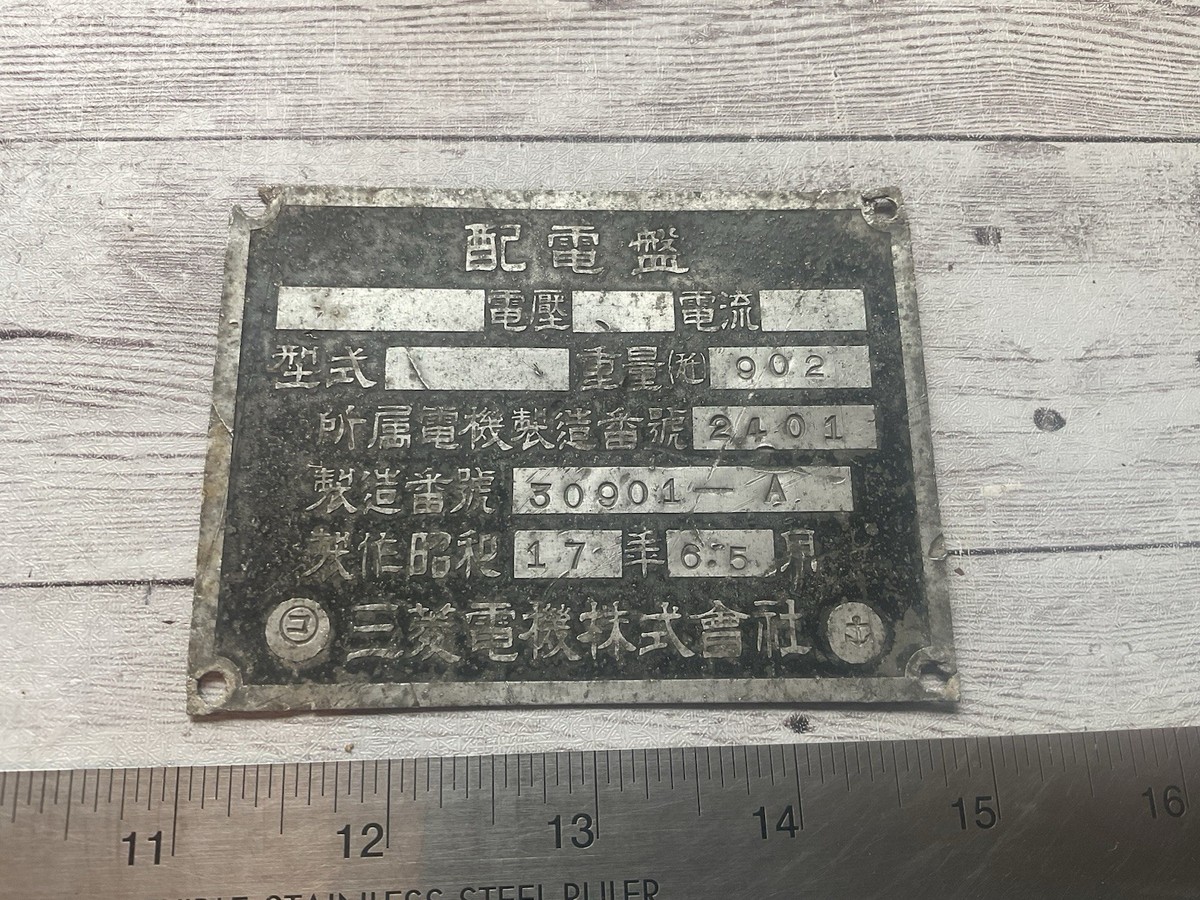 配電盤
電壓 電流
型式 重量(瓩) 902
所属電機製造番號 2401
製造番號 30901-A
製作昭和 17 年 6.5 月
コ 三菱電機株式會社
11 12 13 14 15 16
STAINLESS STEEL RULER